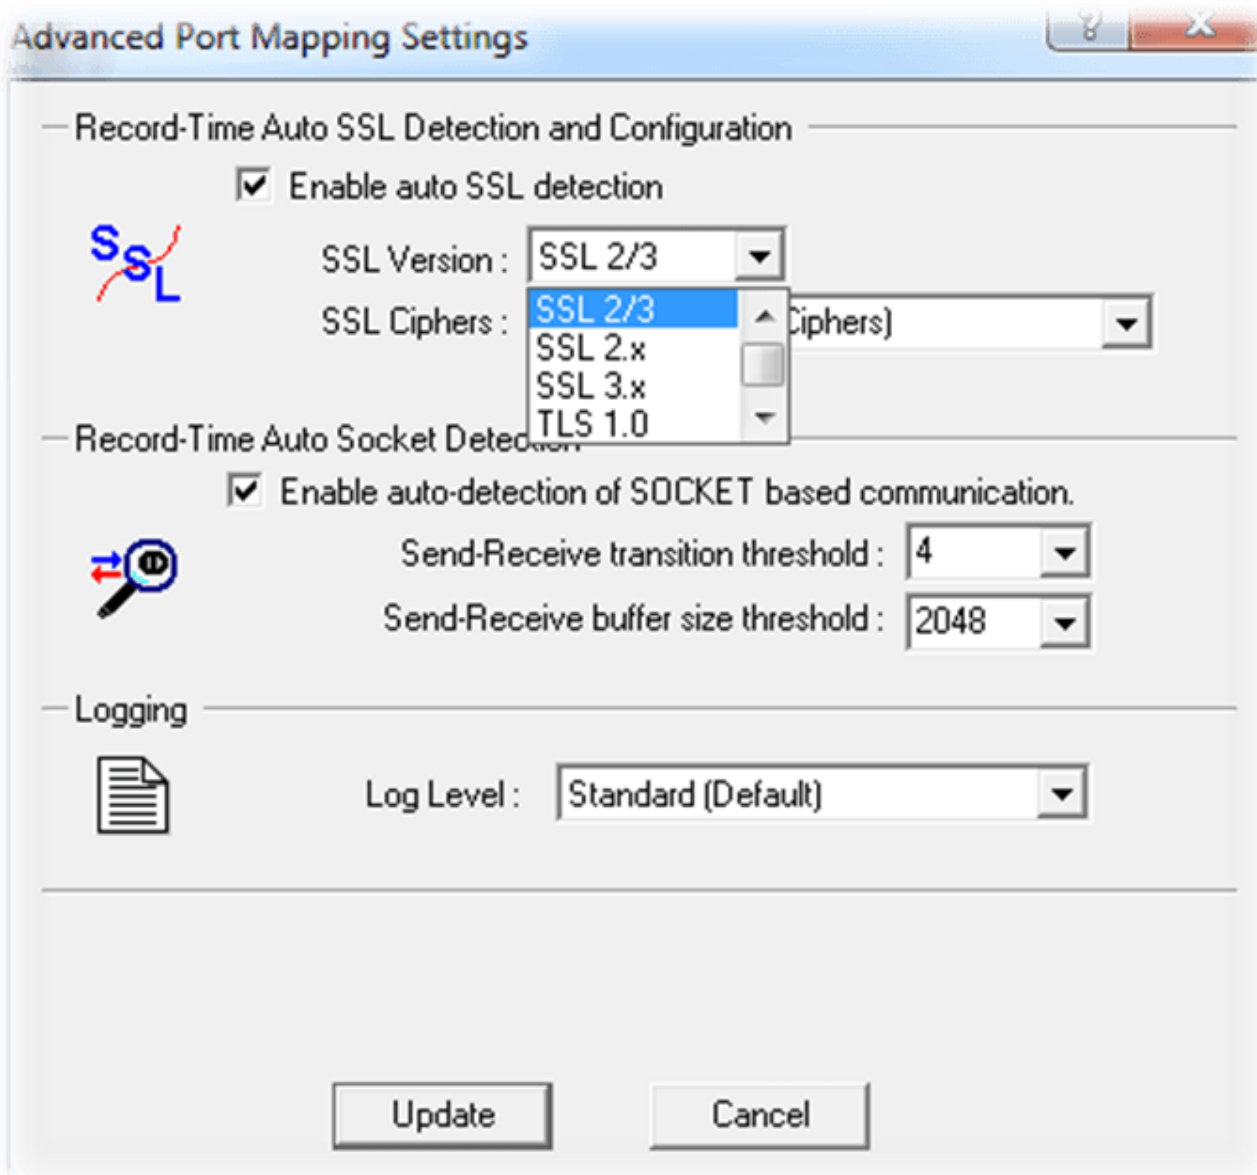 Advanced Port Mapping Settings
?
Record-Time Auto SSL Detection and Configuration
Enable auto SSL detection
SSL
SSL Version : SSL 2/3
SSL Ciphers : Ciphers)
SSL 2/3
SSL 2.x
SSL 3.x
TLS 1.0
Record-Time Auto Socket
Enable auto-detection of SOCKET based communication.
Send-Receive transition threshold : 4
Send-Receive buffer size threshold : 2048
Logging
Log Level : Standard (Default)
Update Cancel